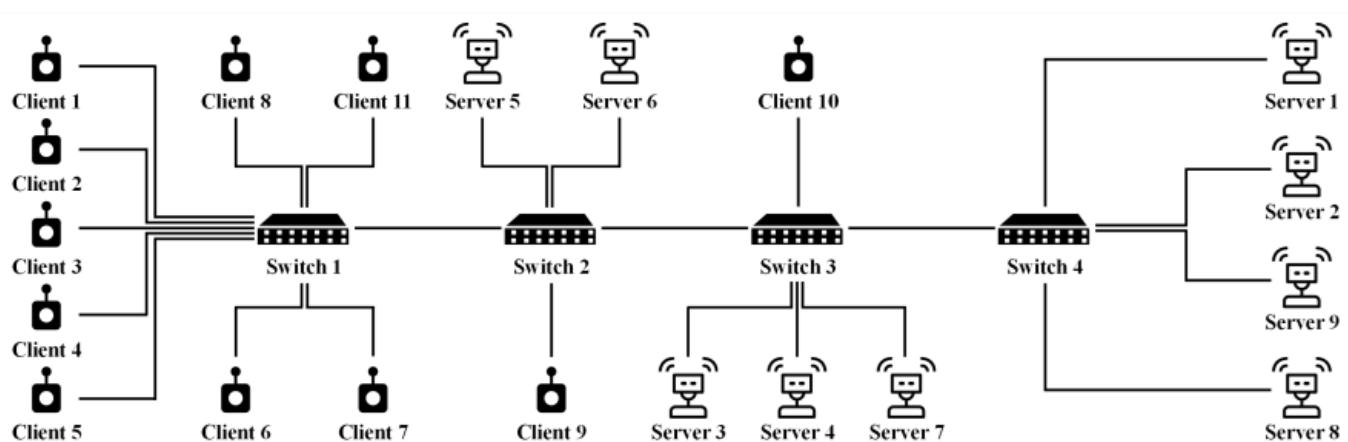 Client 1
Client 8
Client 11
Server 5
Server 6
Client 10
Server 1
Client 2
Server 2
Client 3
Switch 1
Switch 2
Switch 3
Switch 4
Server 9
Client 4
Client 5
Client 6
Client 7
Client 9
Server 3
Server 4
Server 7
Server 8